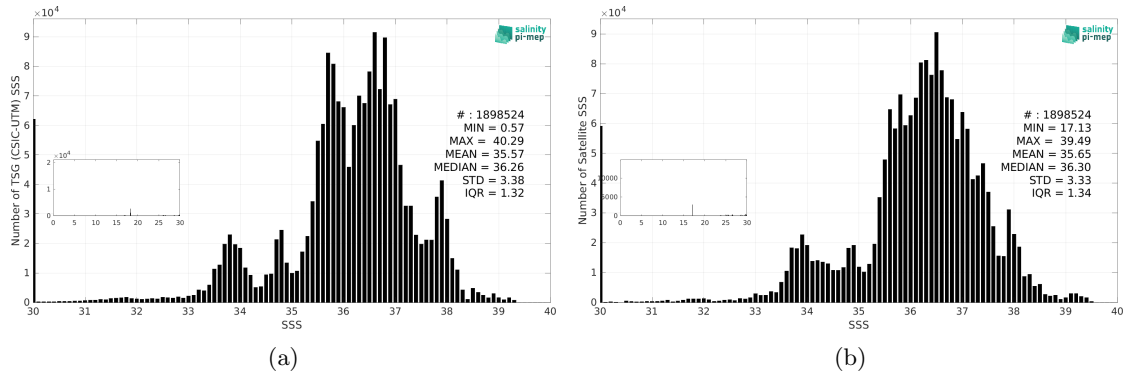 ×10⁴
9
8
7
6
5
4
3
2
1
0
Number of TSG (CSIC-UTM) SSS
salinity
pi-mep
# : 1898524
MIN = 0.57
MAX = 40.29
MEAN = 35.57
MEDIAN = 36.26
STD = 3.38
IQR = 1.32
×10⁴
2
1
0
0 5 10 15 20 25 30
30 31 32 33 34 35 36 37 38 39 40
SSS
(a)
×10⁴
9
8
7
6
5
4
3
2
1
0
Number of Satellite SSS
salinity
pi-mep
# : 1898524
MIN = 17.13
MAX = 39.49
MEAN = 35.65
MEDIAN = 36.30
STD = 3.33
IQR = 1.34
10000
5000
0
0 5 10 15 20 25 30
30 31 32 33 34 35 36 37 38 39 40
SSS
(b)